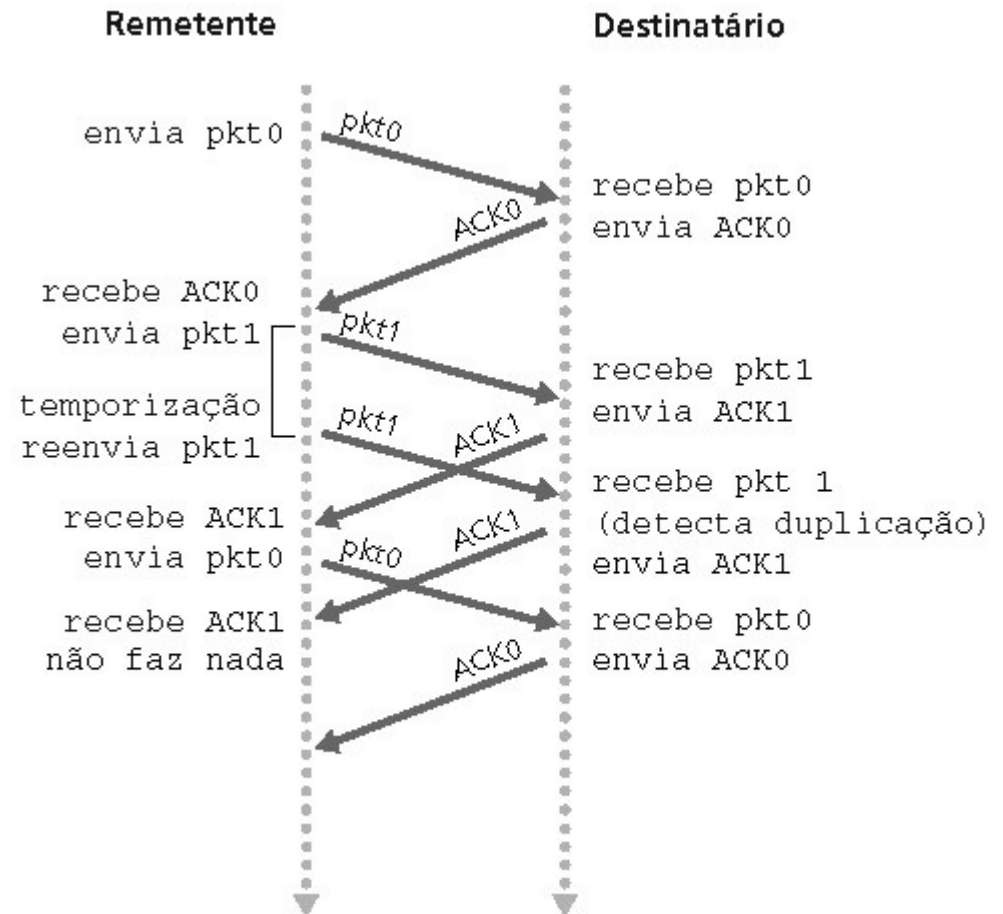 Remetente
Destinatário
envia pkt0
pkt0
recebe pkt0
envia ACK0
ACK0
recebe ACK0
envia pkt1
pkt1
recebe pkt1
envia ACK1
temporização
reenvia pkt1
pkt1
ACK1
recebe pkt 1
(detecta duplicação)
envia ACK1
recebe ACK1
envia pkt0
pkt0
ACK1
recebe pkt0
envia ACK0
recebe ACK1
não faz nada
ACK0